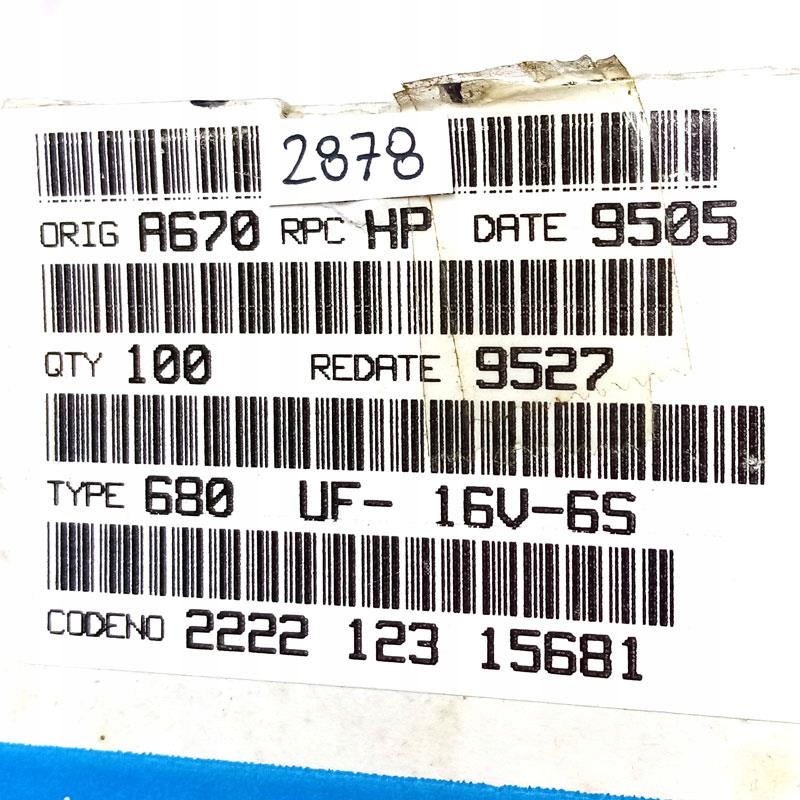 2878
ORIG A670 RPC HP DATE 9505
QTY 100 REDATE 9527
TYPE 680 UF- 16V-6S
CODENO 2222 123 15681